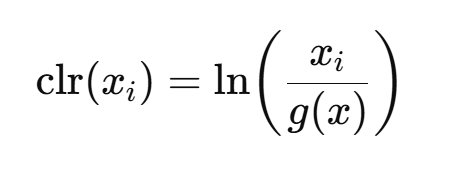 clr(xᵢ) = ln(xᵢ / g(x))